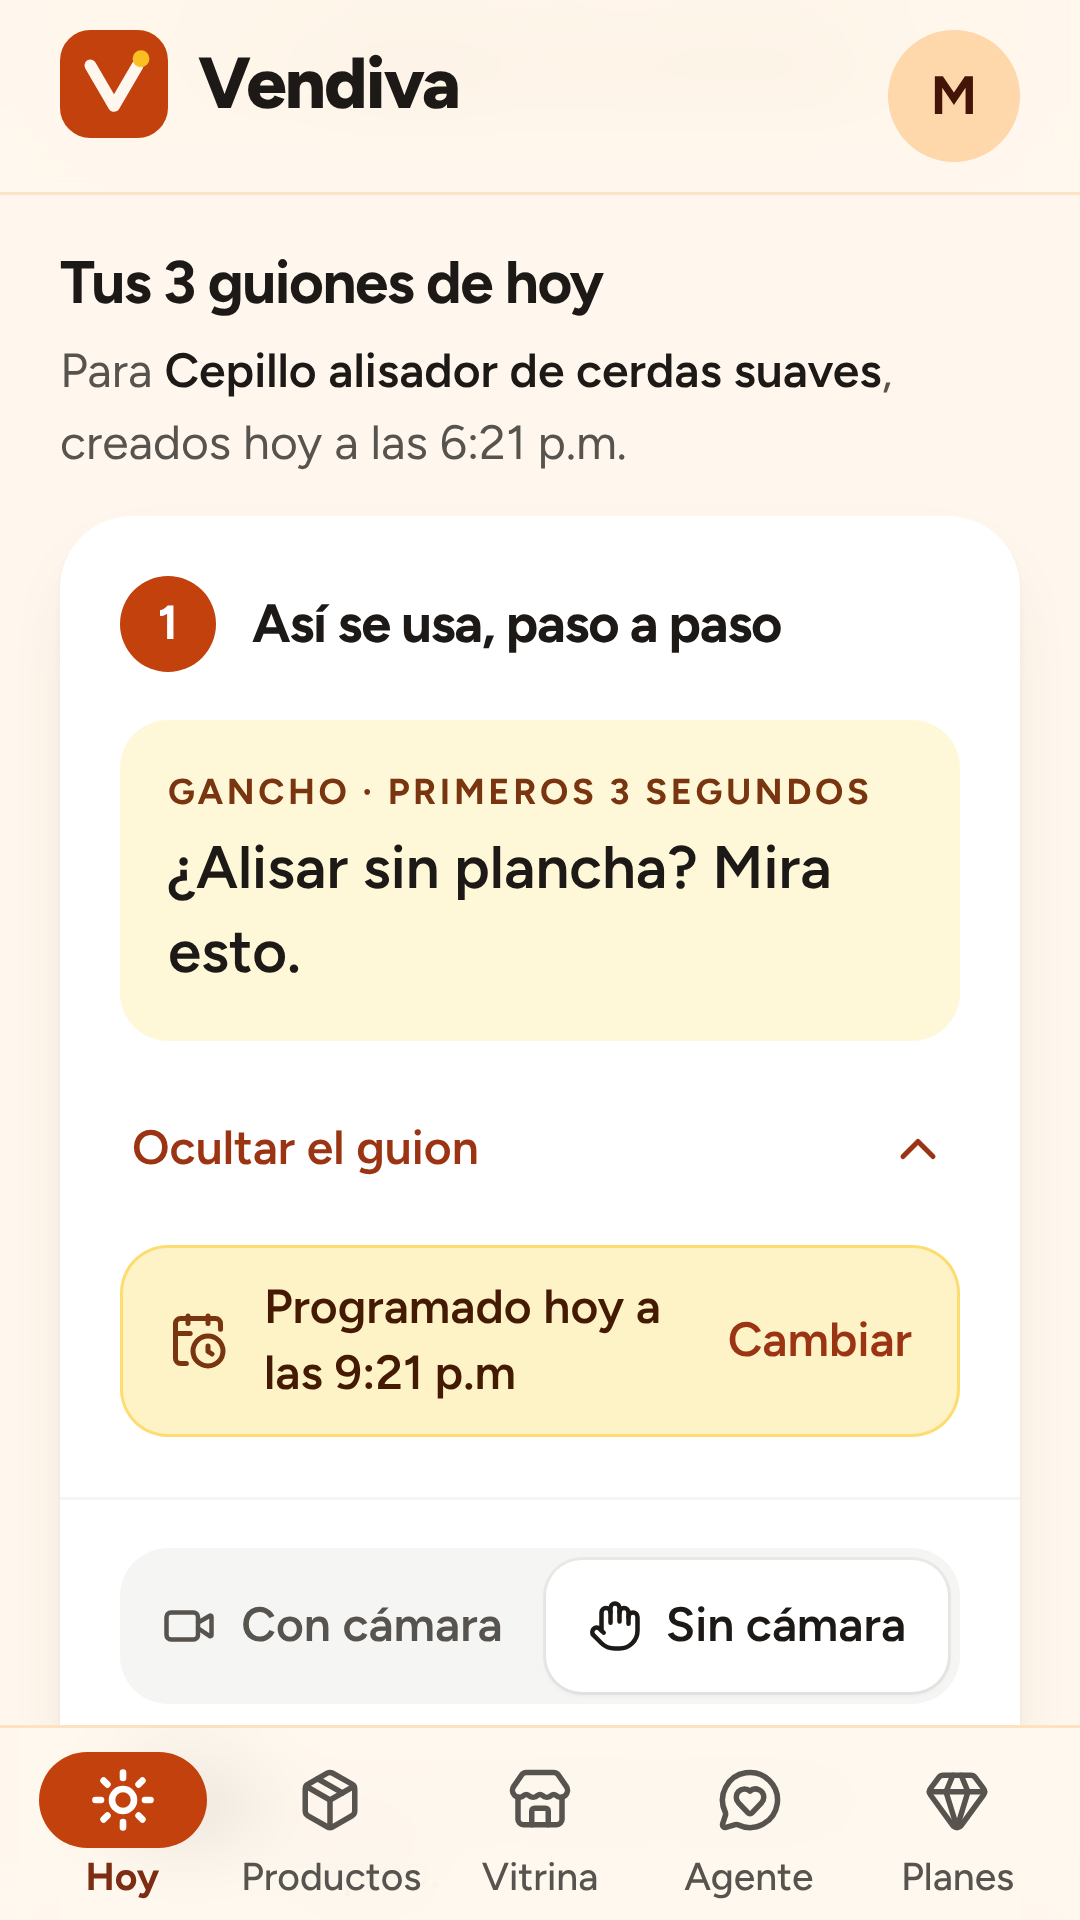 Vendiva
M
Tus 3 guiones de hoy
Para Cepillo alisador de cerdas suaves,
creados hoy a las 6:21 p.m.
1
Así se usa, paso a paso
GANCHO · PRIMEROS 3 SEGUNDOS
¿Alisar sin plancha? Mira
esto.
Ocultar el guion
Programado hoy a
las 9:21 p.m
Cambiar
Con cámara
Sin cámara
Hoy
Productos
Vitrina
Agente
Planes